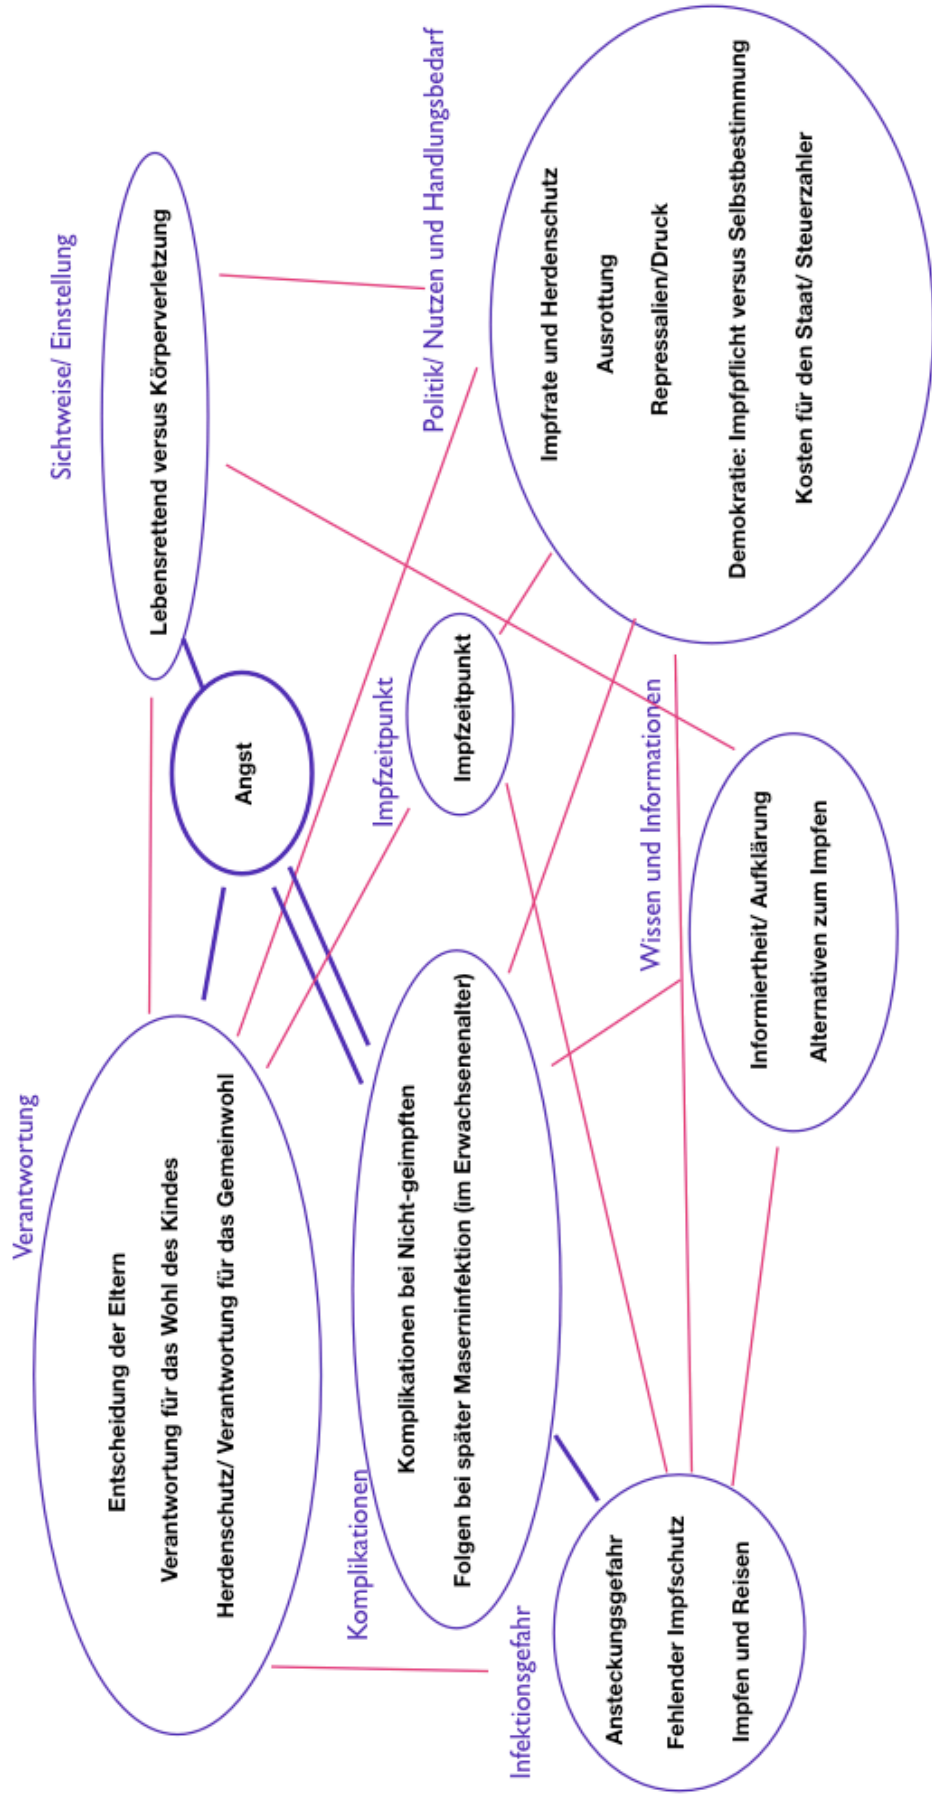 Verantwortung
Entscheidung der Eltern
Verantwortung für das Wohl des Kindes
Herdenschutz/ Verantwortung für das Gemeinwohl
Sichtweise/ Einstellung
Lebensrettend versus Körperverletzung
Angst
Komplikationen
Komplikationen bei Nicht-geimpften
Folgen bei später Maserninfektion (im Erwachsenenalter)
Impfzeitpunkt
Impfzeitpunkt
Politik/ Nutzen und Handlungsbedarf
Impfrate und Herdenschutz
Ausrottung
Repressalien/Druck
Demokratie: Impfpflicht versus Selbstbestimmung
Kosten für den Staat/ Steuerzahler
Infektionsgefahr
Ansteckungsgefahr
Fehlender Impfschutz
Impfen und Reisen
Wissen und Informationen
Informiertheit/ Aufklärung
Alternativen zum Impfen